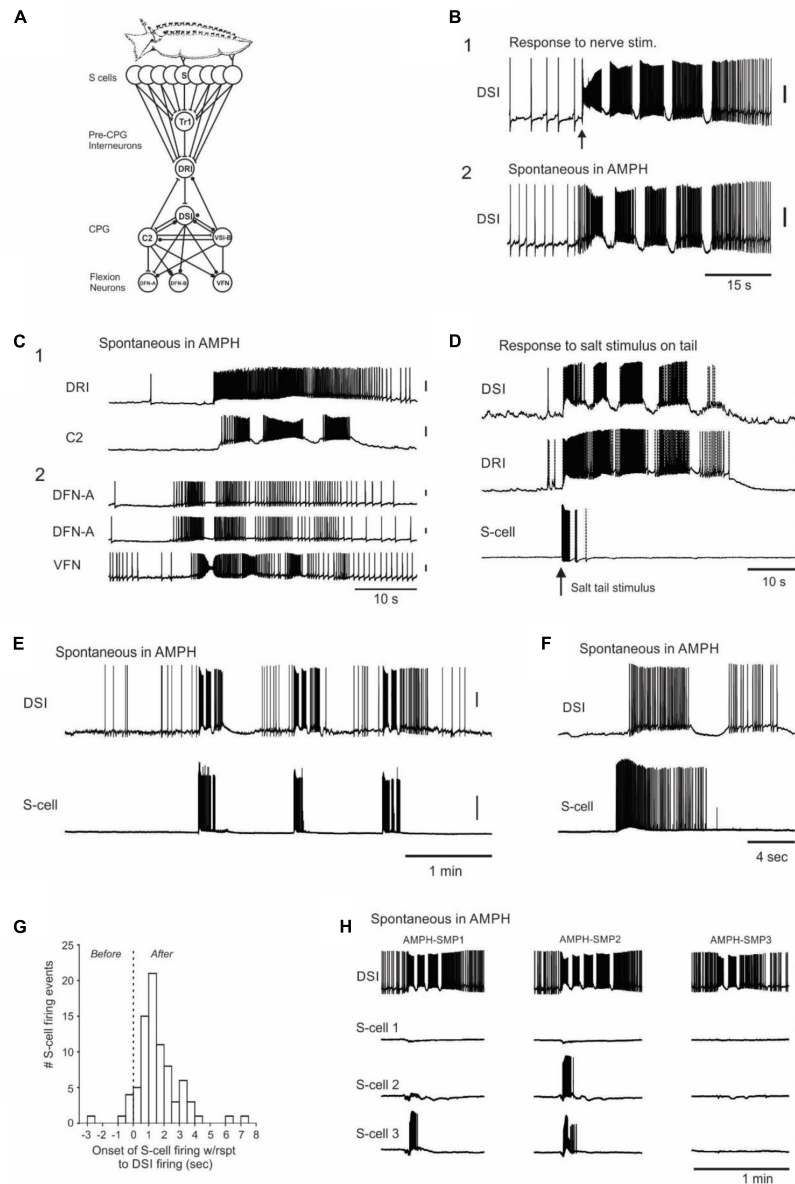 A
S cells
S
Tr1
Pre-CPG
Interneurons
DRI
DSI
CPG
C2
VSI-B
Flexion
Neurons
DFN-A
DFN-B
VFN
B
1
Response to nerve stim.
DSI
2
Spontaneous in AMPH
DSI
15 s
C
Spontaneous in AMPH
1
DRI
C2
2
DFN-A
DFN-A
VFN
10 s
D
Response to salt stimulus on tail
DSI
DRI
S-cell
Salt tail stimulus
10 s
E
Spontaneous in AMPH
DSI
S-cell
1 min
F
Spontaneous in AMPH
DSI
S-cell
4 sec
G
Before
After
# S-cell firing events
25
20
15
10
5
0
-3 -2 -1 0 1 2 3 4 5 6 7 8
Onset of S-cell firing w/rspt
to DSI firing (sec)
H
Spontaneous in AMPH
AMPH-SMP1 AMPH-SMP2 AMPH-SMP3
DSI
S-cell 1
S-cell 2
S-cell 3
1 min